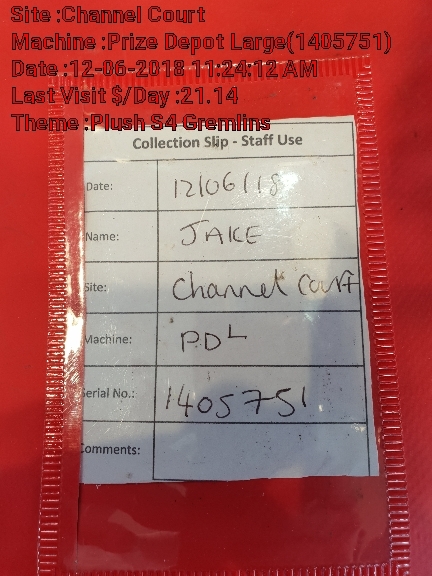 Site :Channel Court
Machine :Prize Depot Large(1405751)
Date :12-06-2018 11:24:12 AM
Last Visit $/Day :21.14
Theme :Plush S4 Gremlins
Collection Slip - Staff Use
Date: 12/06/18
Name: JAKE
Site: Channel Court
Machine: PDL
Serial No.: 1405751
Comments: